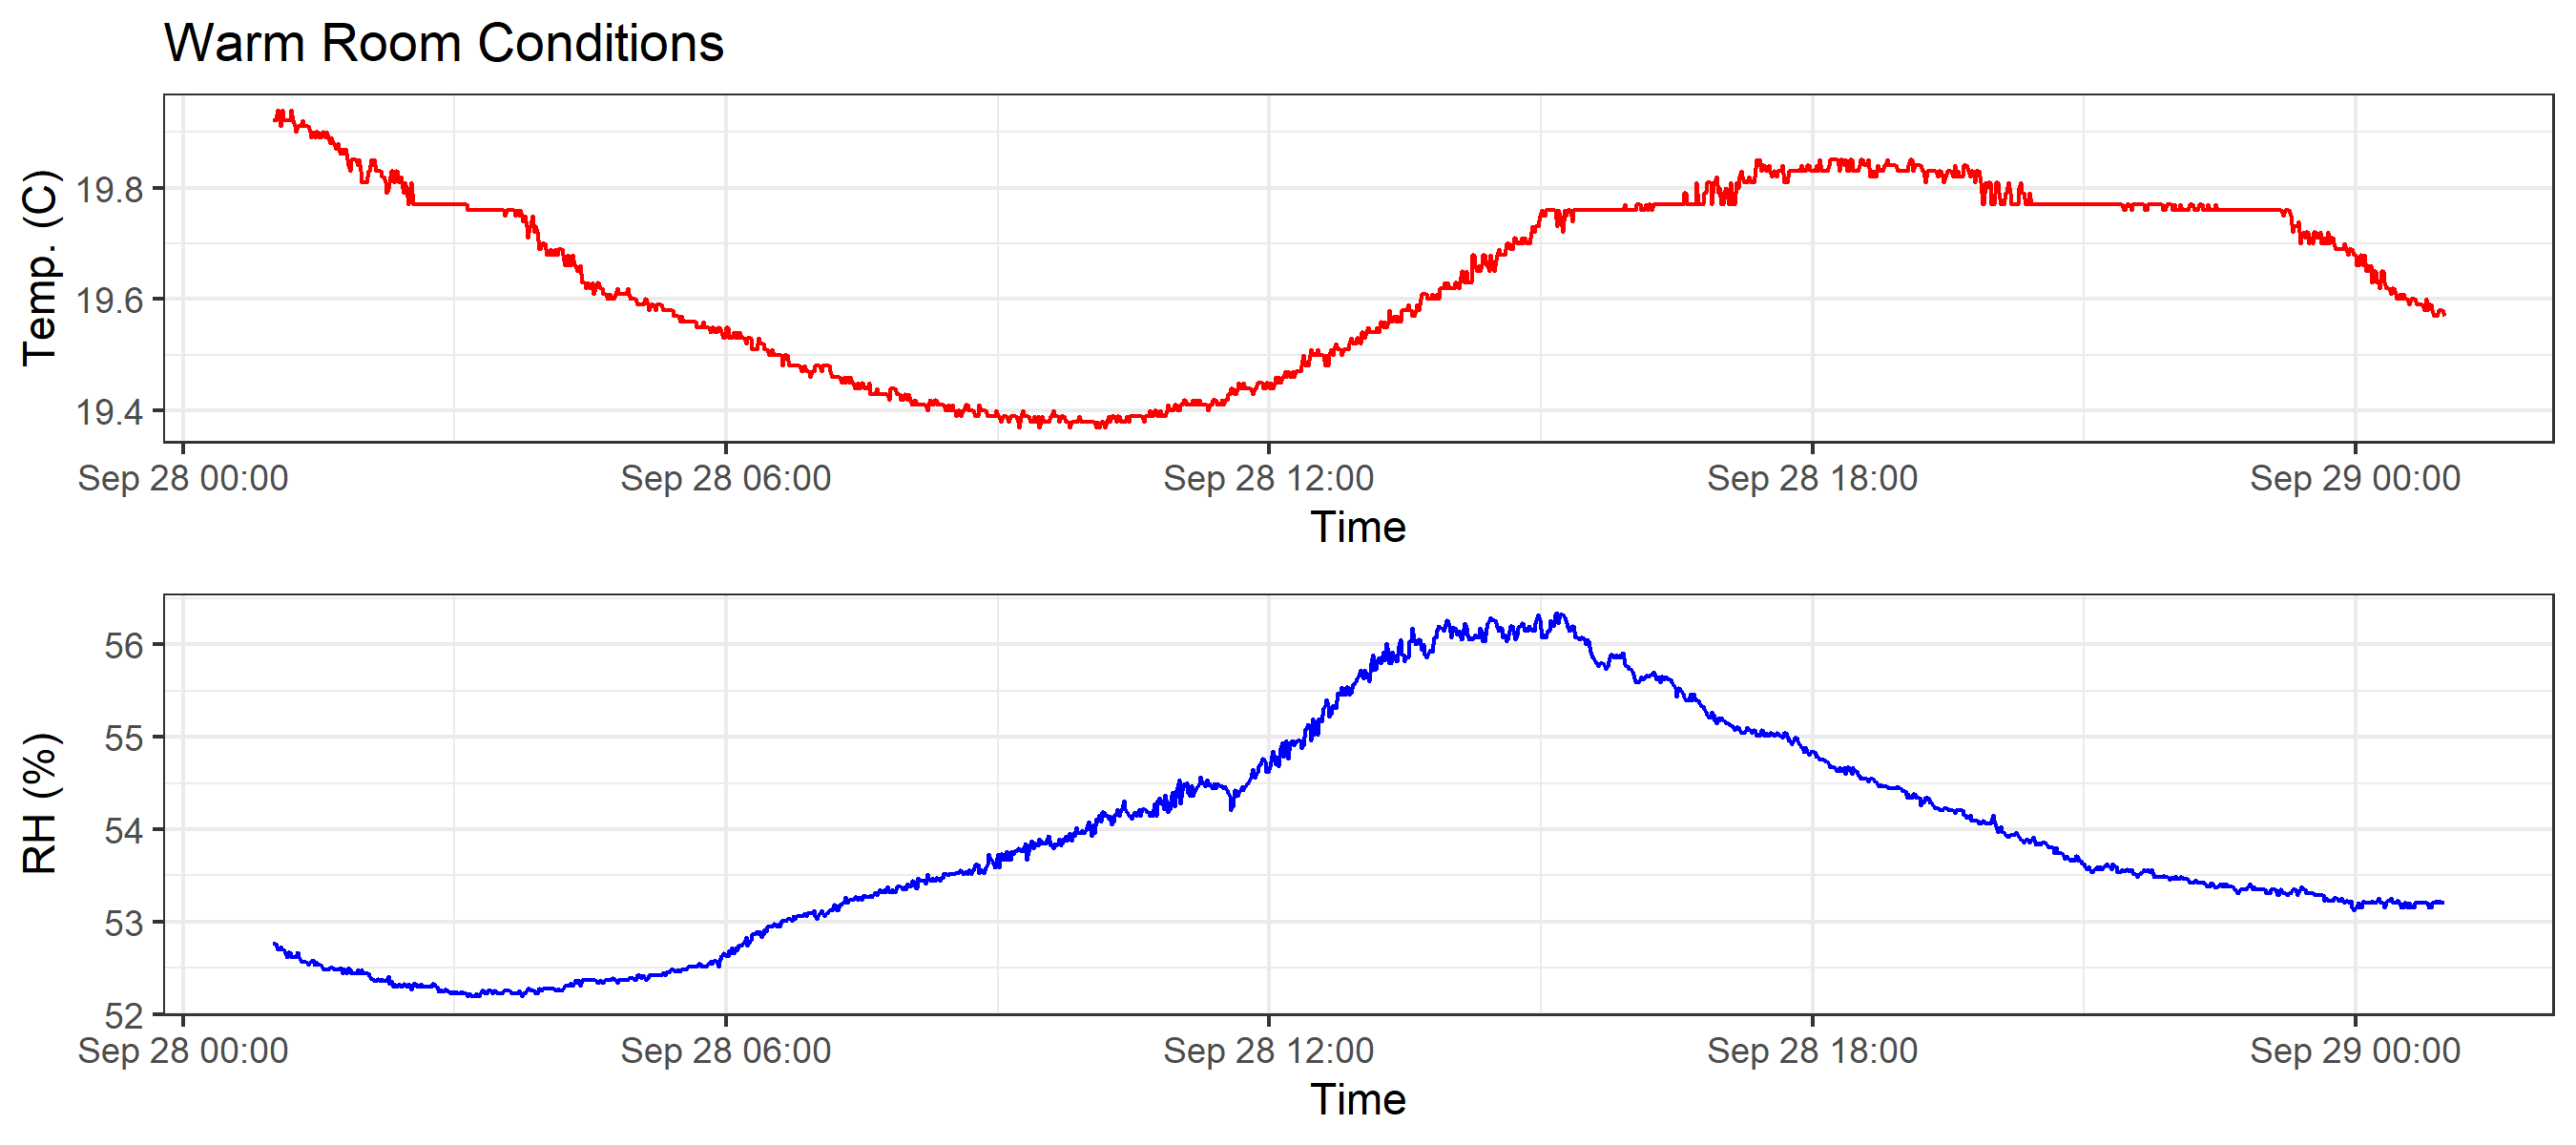 Warm Room Conditions
Temp. (C)
19.8
19.6
19.4
Sep 28 00:00 Sep 28 06:00 Sep 28 12:00 Sep 28 18:00 Sep 29 00:00
Time
RH (%)
56
55
54
53
52
Sep 28 00:00 Sep 28 06:00 Sep 28 12:00 Sep 28 18:00 Sep 29 00:00
Time